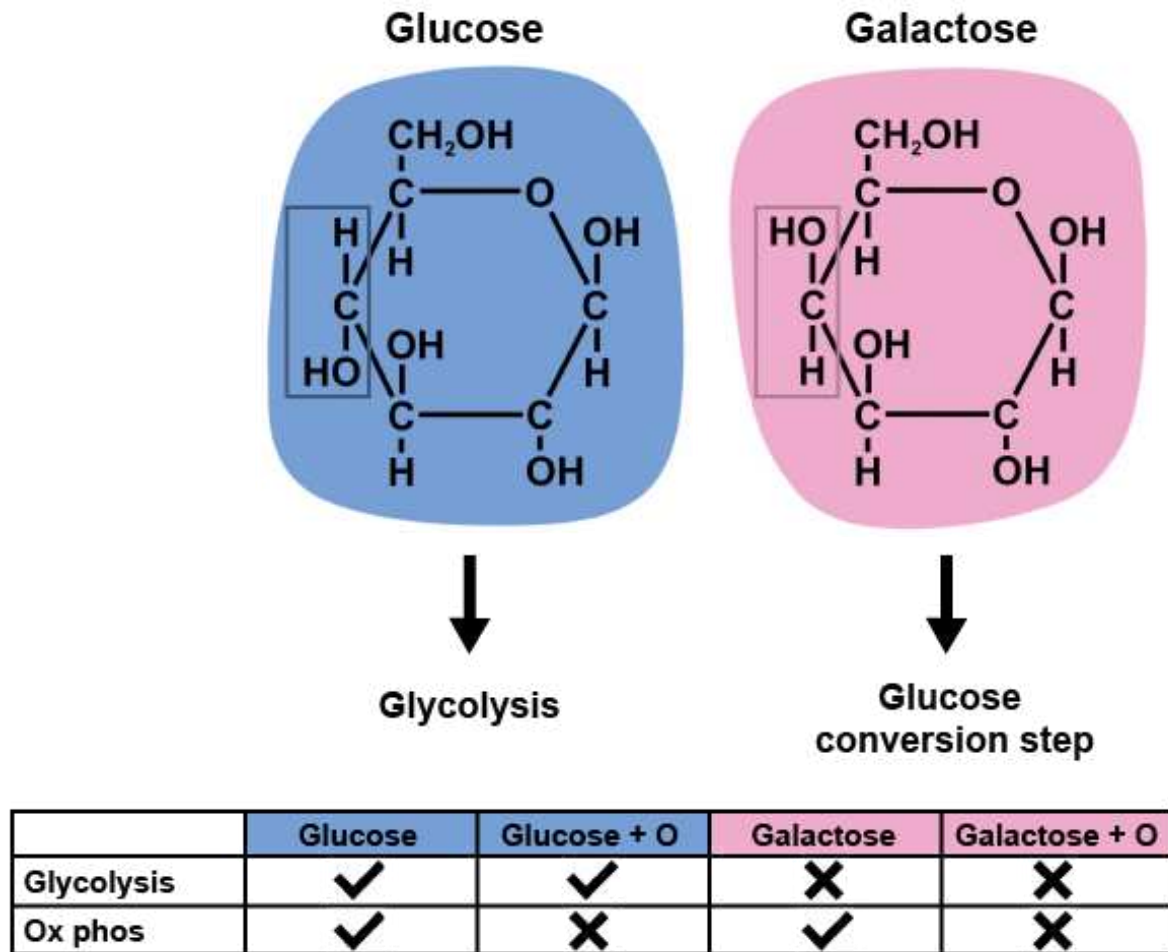 Glucose Galactose
CH₂OH CH₂OH
C O C O
H OH HO OH
H H
C C C C
OH OH
HO H H H
C C C C
H OH H OH
Glycolysis
Glucose
conversion step
Glucose Glucose + O Galactose Galactose + O
Glycolysis ✓ ✓ ✗ ✗
Ox phos ✓ ✗ ✓ ✗